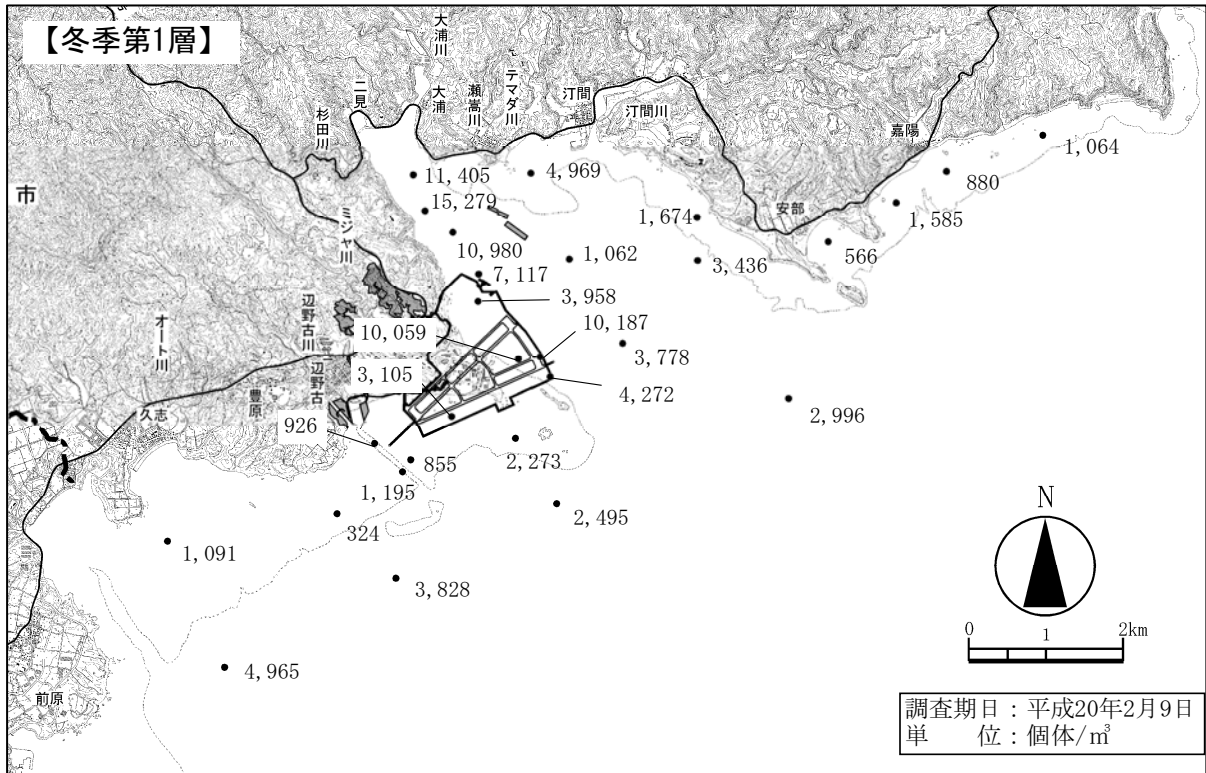 【冬季第1層】
大浦川
大浦
瀬嵩川
テマダ川
汀間
汀間川
嘉陽
二見
杉田川
市
ミジャ川
安部
辺野古川
辺野古
オート川
豊原
久志
前原
1,064
880
1,585
566
11,405
4,969
15,279
1,674
10,980
1,062
3,436
7,117
3,958
10,187
10,059
3,778
3,105
4,272
2,996
926
2,273
855
1,195
2,495
324
1,091
3,828
4,965
N
0 1 2km
調査期日：平成20年2月9日
単　　位：個体/㎥